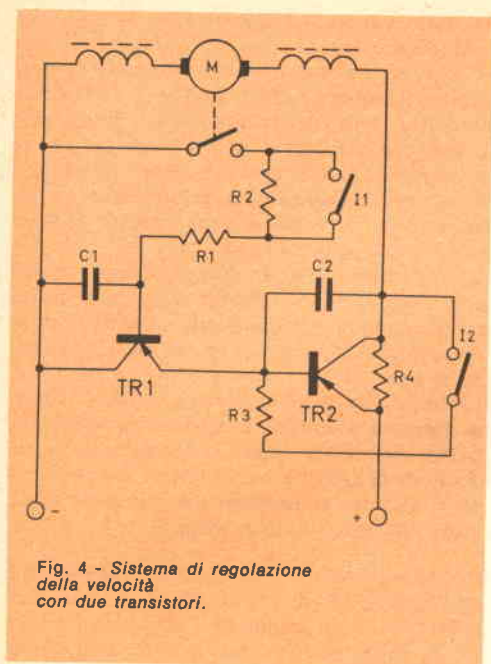 M
R2
I1
R1
C1
C2
I2
TR1
TR2
R4
R3
-
+
Fig. 4 - Sistema di regolazione
della velocità
con due transistori.